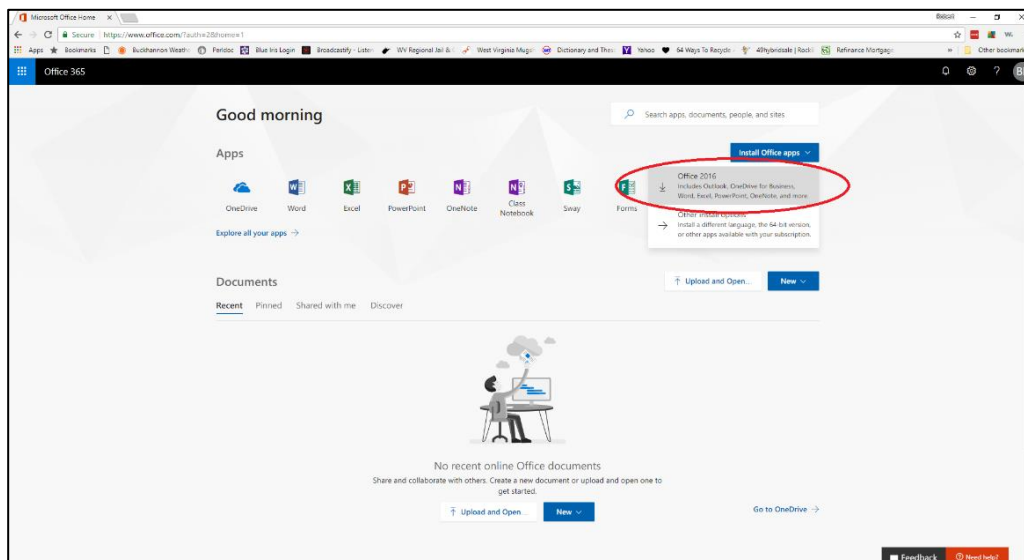 Microsoft Office Home
Secure https://www.office.com/?auth=2&home=1
Apps Bookmarks Buckhannon Weath Paridoc Blue Iris Login Broadcastify - Listen WV Regional Jail & West Virginia Mugs Dictionary and Thes Yahoo 64 Ways To Recycle 49hybridsale | Rockl Refinance Mortgage Other bookmark
Office 365
Good morning
Search apps, documents, people, and sites
Apps
Install Office apps
Office 2016
Includes Outlook, OneDrive for Business,
Word, Excel, PowerPoint, OneNote, and more
OneDrive Word Excel PowerPoint OneNote Class Notebook Sway Forms
Other install options
Install a different language, the 64-bit version,
or other apps available with your subscription.
Explore all your apps →
Documents
Upload and Open...
New
Recent Pinned Shared with me Discover
No recent online Office documents
Share and collaborate with others. Create a new document or upload and open one to
get started.
Upload and Open...
New
Go to OneDrive →
Feedback
Need help?